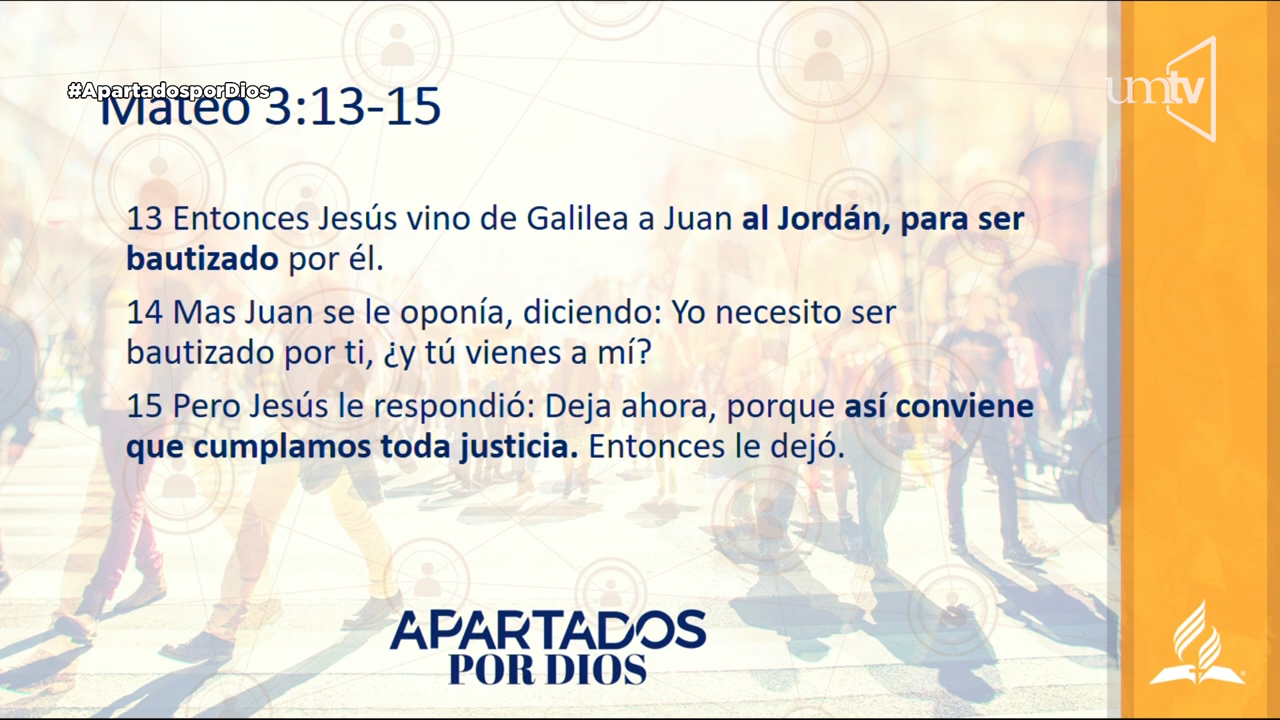 #ApartadosporDios
Mateo 3:13-15
umtv
13 Entonces Jesús vino de Galilea a Juan al Jordán, para ser
bautizado por él.
14 Mas Juan se le oponía, diciendo: Yo necesito ser
bautizado por ti, ¿y tú vienes a mí?
15 Pero Jesús le respondió: Deja ahora, porque así conviene
que cumplamos toda justicia. Entonces le dejó.
APARTADOS
POR DIOS